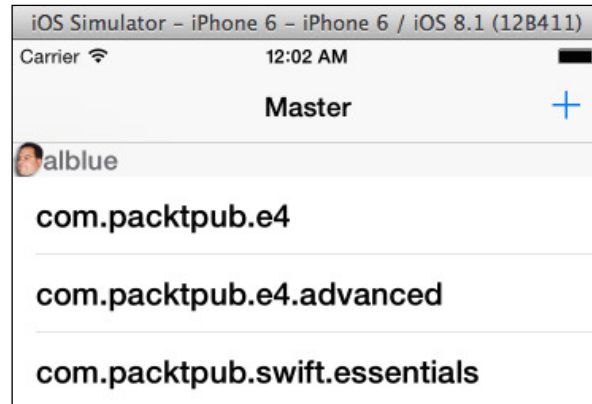 iOS Simulator – iPhone 6 – iPhone 6 / iOS 8.1 (12B411)
Carrier 12:02 AM
Master +
alblue
com.packtpub.e4
com.packtpub.e4.advanced
com.packtpub.swift.essentials